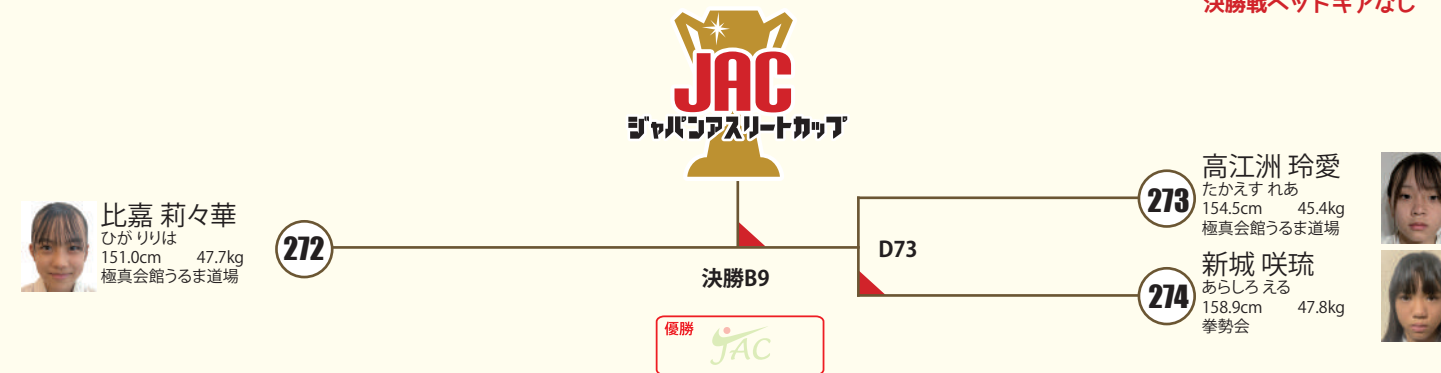 決勝戦ヘッドギアなし
JAC
ジャパンアスリートカップ
比嘉 莉々華
ひが りりは
151.0cm 47.7kg
極真会館うるま道場
272
高江洲 玲愛
たかえす れあ
154.5cm 45.4kg
極真会館うるま道場
273
D73
新城 咲琉
あらしろ える
158.9cm 47.8kg
拳勢会
274
決勝B9
優勝
JAC